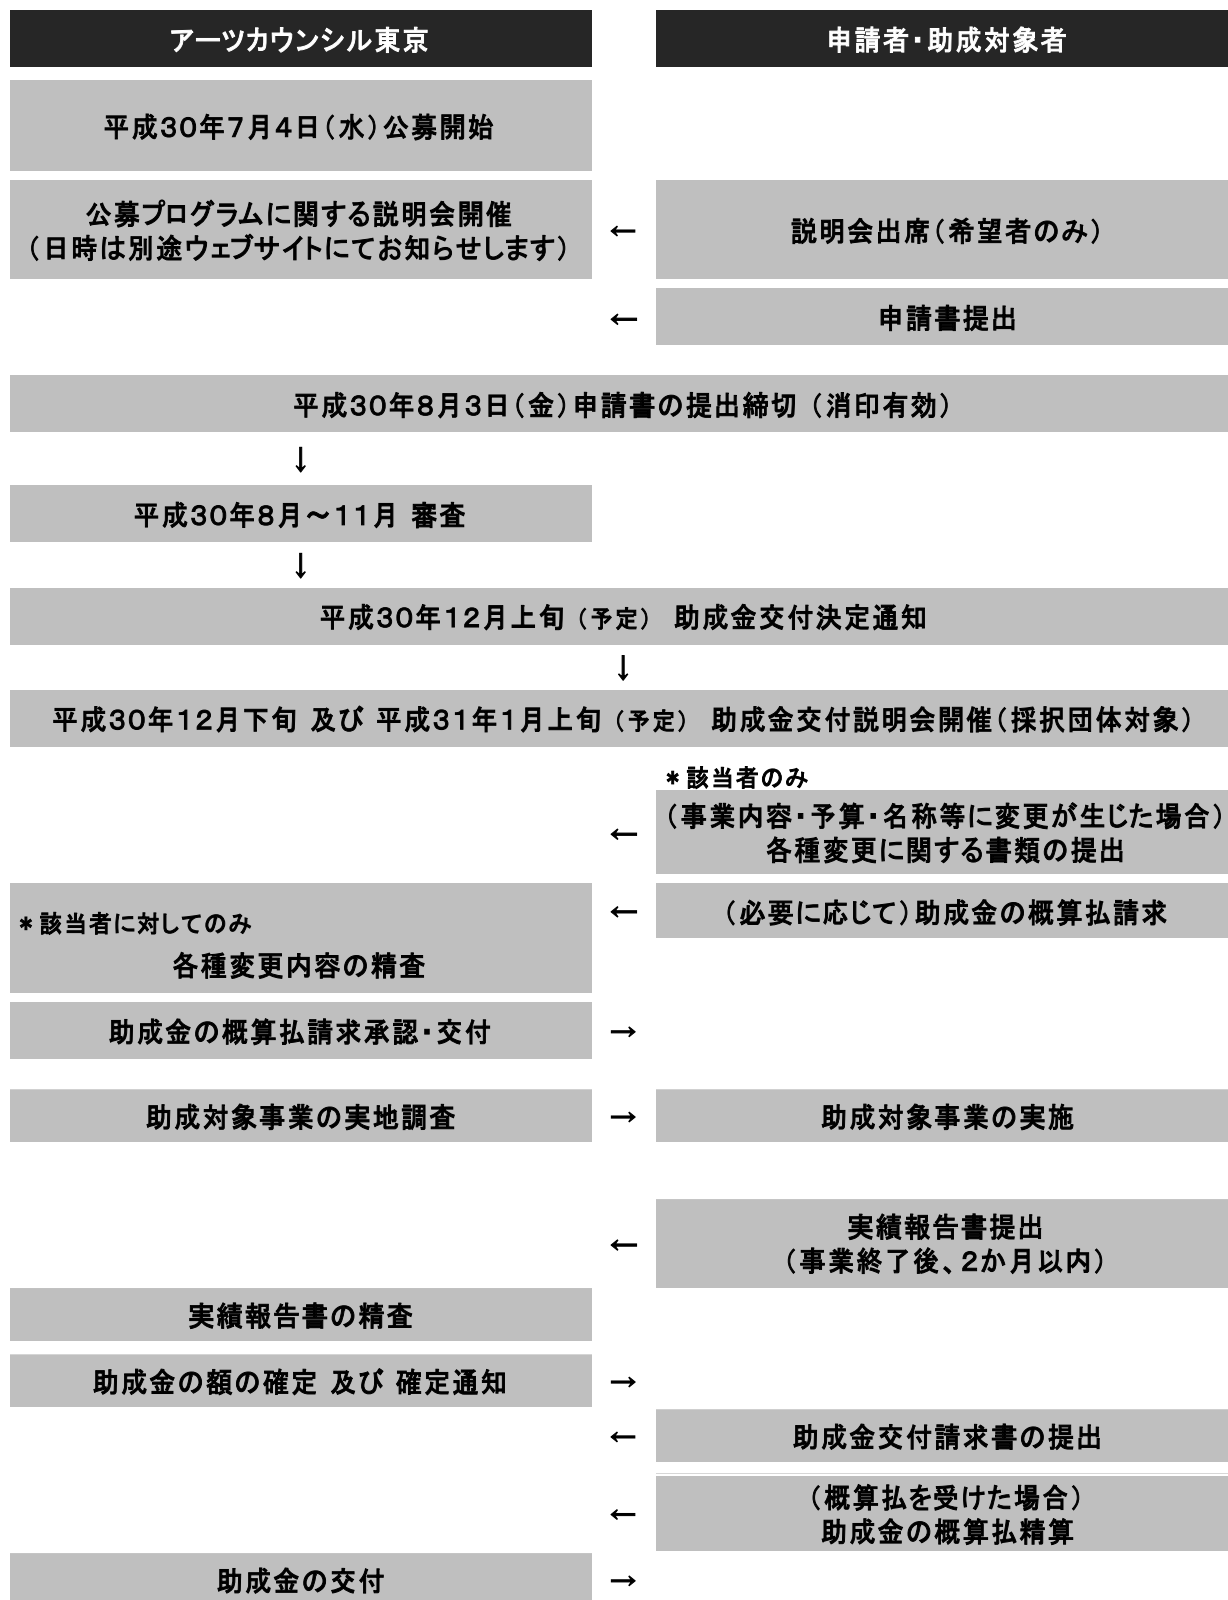 アーツカウンシル東京
申請者・助成対象者
平成30年7月4日（水）公募開始
公募プログラムに関する説明会開催
（日時は別途ウェブサイトにてお知らせします）
←
説明会出席（希望者のみ）
←
申請書提出
平成30年8月3日（金）申請書の提出締切 （消印有効）
↓
平成30年8月～11月 審査
↓
平成30年12月上旬 （予定） 助成金交付決定通知
↓
平成30年12月下旬 及び 平成31年1月上旬 （予定） 助成金交付説明会開催（採択団体対象）
＊該当者のみ
←
（事業内容・予算・名称等に変更が生じた場合）
各種変更に関する書類の提出
←
（必要に応じて）助成金の概算払請求
＊該当者に対してのみ
各種変更内容の精査
助成金の概算払請求承認・交付
→
助成対象事業の実地調査
→
助成対象事業の実施
←
実績報告書提出
（事業終了後、2か月以内）
実績報告書の精査
助成金の額の確定 及び 確定通知
→
←
助成金交付請求書の提出
←
（概算払を受けた場合）
助成金の概算払精算
助成金の交付
→